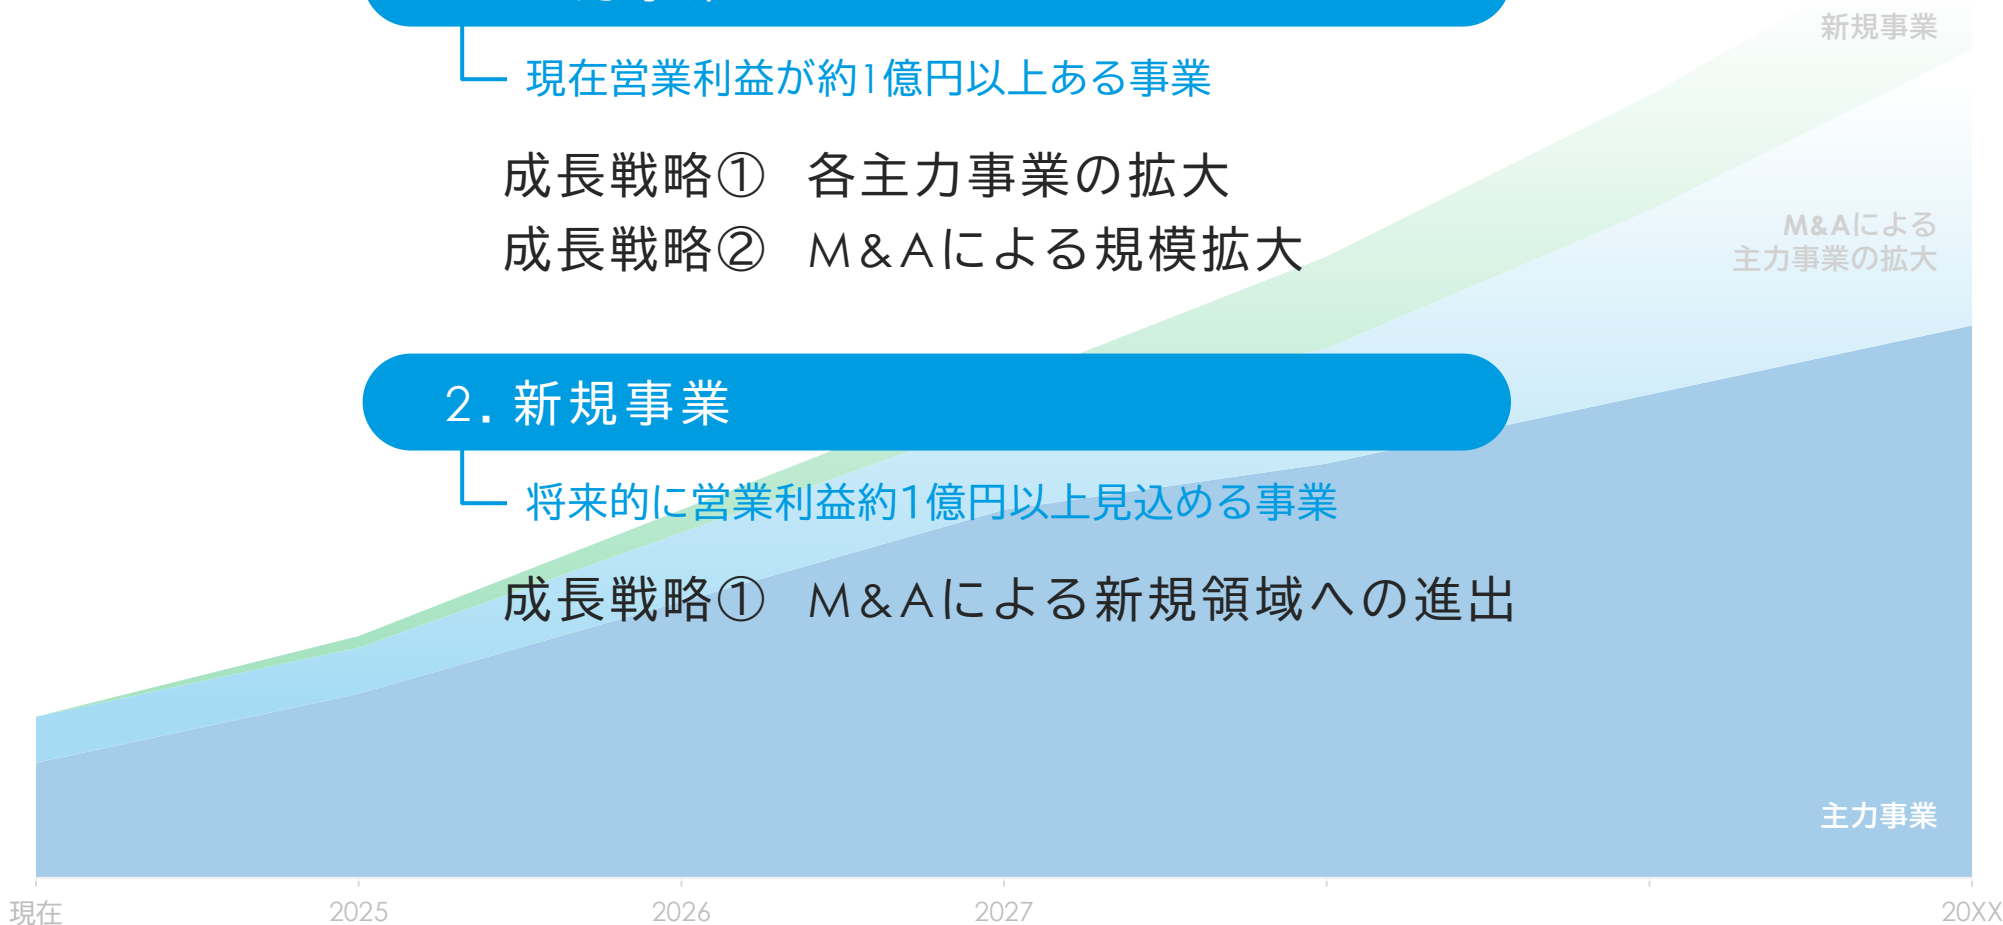 新規事業
現在営業利益が約1億円以上ある事業
成長戦略① 各主力事業の拡大
成長戦略② M&Aによる規模拡大
M&Aによる
主力事業の拡大
2. 新規事業
将来的に営業利益約1億円以上見込める事業
成長戦略① M&Aによる新規領域への進出
主力事業
現在 2025 2026 2027 20XX